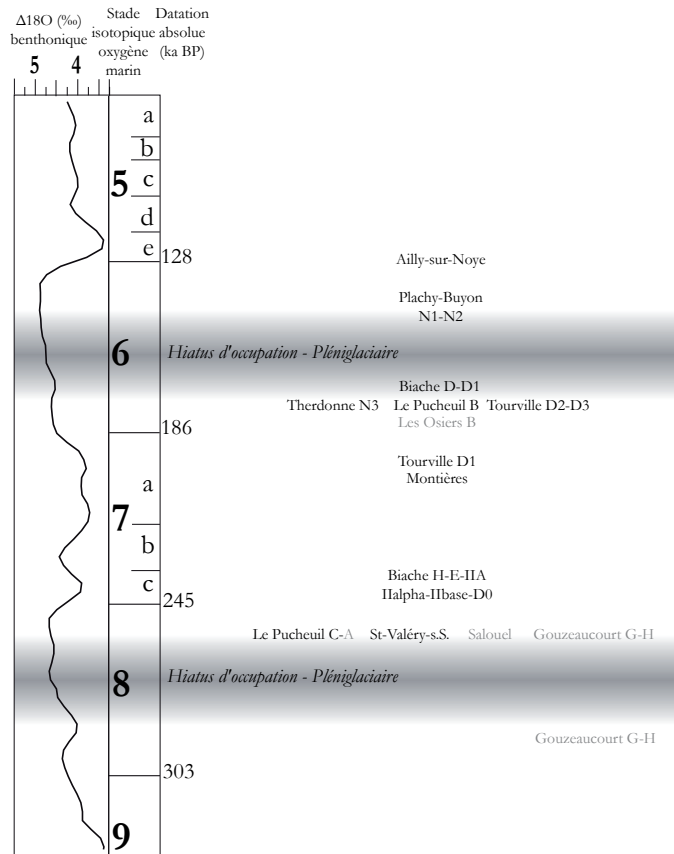 Δ18O (‰)
benthonique
5 4
Stade
isotopique
oxygène
marin
Datation
absolue
(ka BP)
a
b
5 c
d
e
128
Ailly-sur-Noye
Plachy-Buyon
N1-N2
6 Hiatus d'occupation - Pléniglaciaire
Biache D-D1
Therdonne N3 Le Pucheuil B Tourville D2-D3
Les Osiers B
186
Tourville D1
Montières
a
7
b
Biache H-E-IIA
c
IIalpha-IIbase-D0
245
Le Pucheuil C-A St-Valéry-s.S. Salouel Gouzeaucourt G-H
8 Hiatus d'occupation - Pléniglaciaire
Gouzeaucourt G-H
303
9